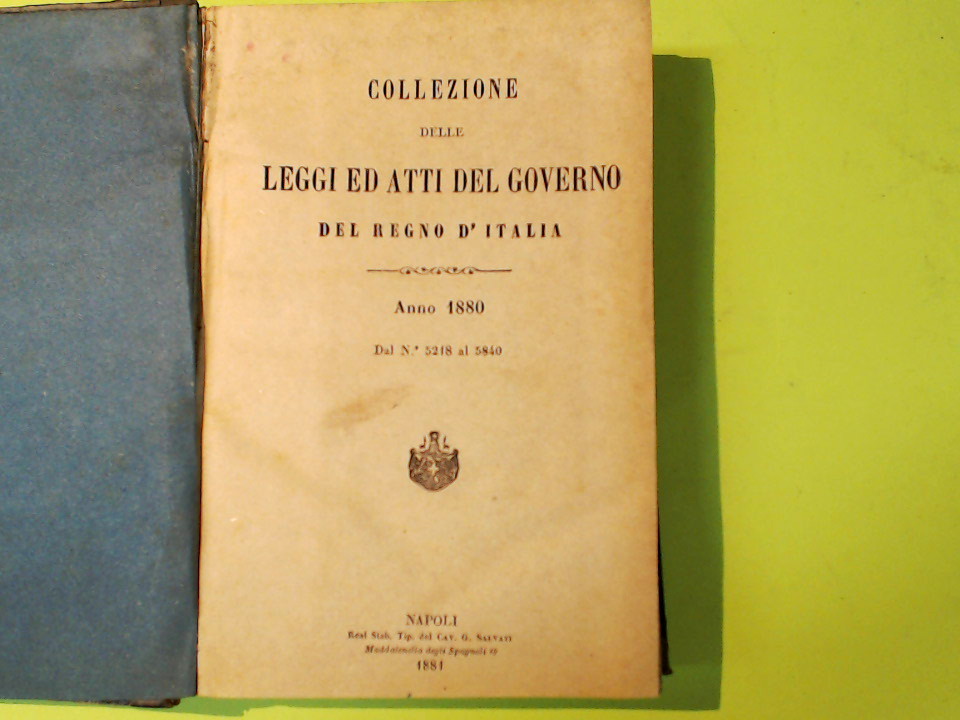 COLLEZIONE
DELLE
LEGGI ED ATTI DEL GOVERNO
DEL REGNO D'ITALIA
Anno 1880
Dal N.° 5218 al 5840
NAPOLI
Real Stab. Tip. del CAV. G. SALVATI
Maddalenella degli Spagnoli 19
1881